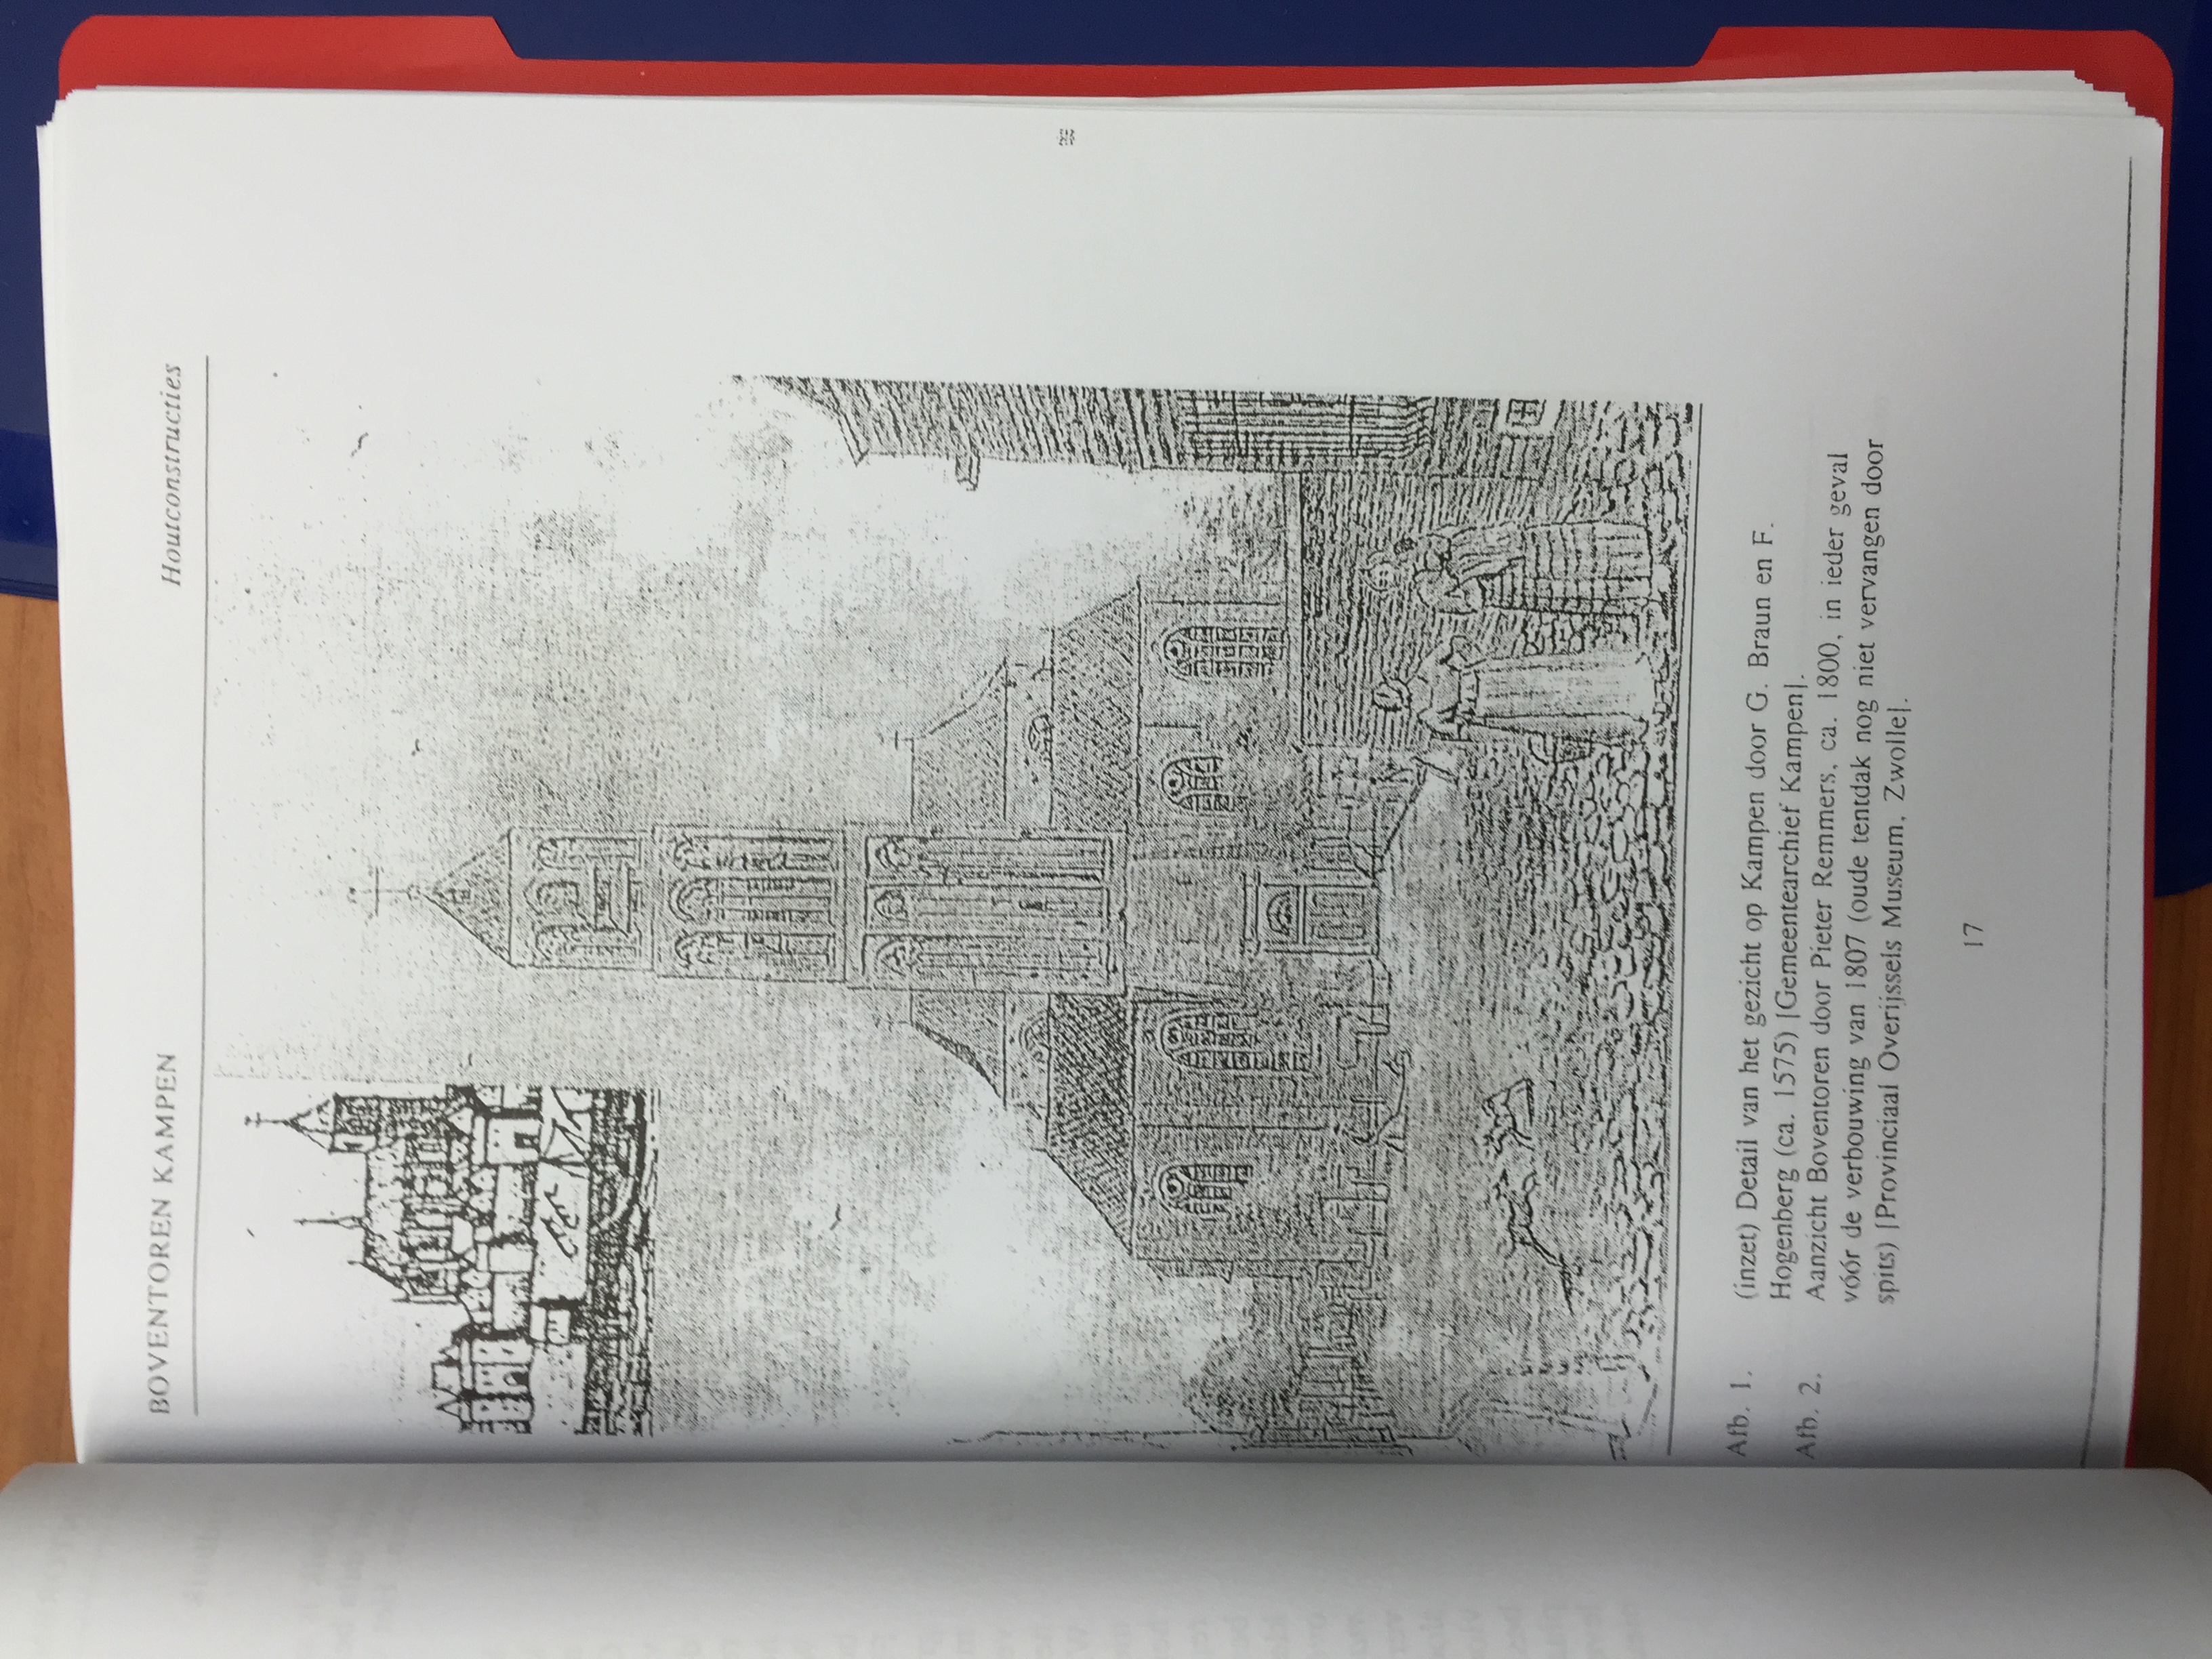 BOVENTOREN KAMPEN
Houtconstructies
Afb. 1. (inzet) Detail van het gezicht op Kampen door G. Braun en F.
Hogenberg (ca. 1575) [Gemeentearchief Kampen].
Afb. 2. Aanzicht Boventoren door Pieter Remmers, ca. 1800, in ieder geval
vóór de verbouwing van 1807 (oude tentdak nog niet vervangen door
spits) [Provinciaal Overijssels Museum, Zwolle].
17